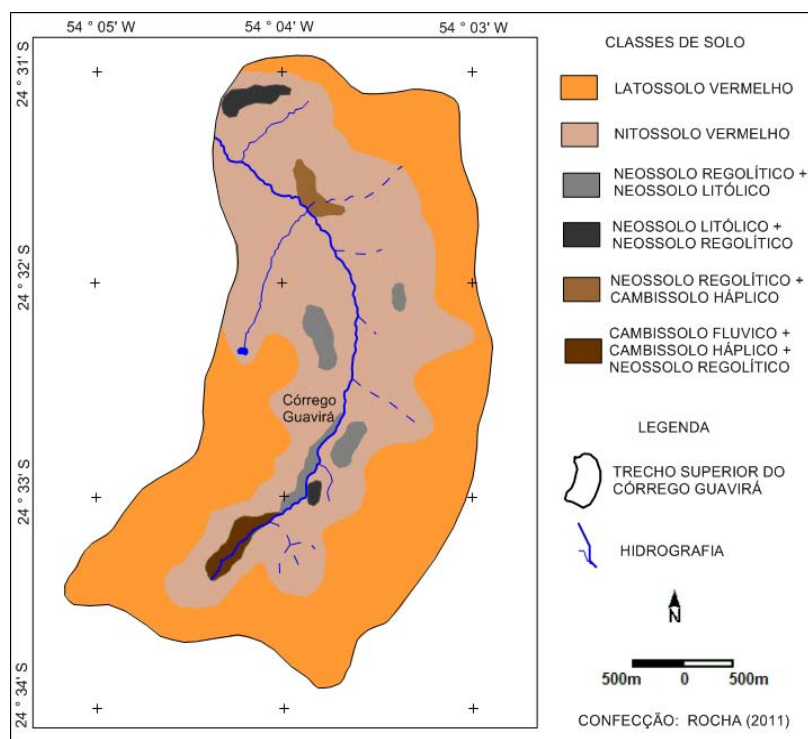 54 ° 05' W
54 ° 04' W
54 ° 03' W
24 ° 31' S
24 ° 32' S
24 ° 33' S
24 ° 34' S
Córrego
Guavirá
CLASSES DE SOLO
LATOSSOLO VERMELHO
NITOSSOLO VERMELHO
NEOSSOLO REGOLÍTICO +
NEOSSOLO LITÓLICO
NEOSSOLO LITÓLICO +
NEOSSOLO REGOLÍTICO
NEOSSOLO REGOLÍTICO +
CAMBISSOLO HÁPLICO
CAMBISSOLO FLUVICO +
CAMBISSOLO HÁPLICO +
NEOSSOLO REGOLÍTICO
LEGENDA
TRECHO SUPERIOR DO
CÓRREGO GUAVIRÁ
HIDROGRAFIA
N
500m 0 500m
CONFECÇÃO: ROCHA (2011)